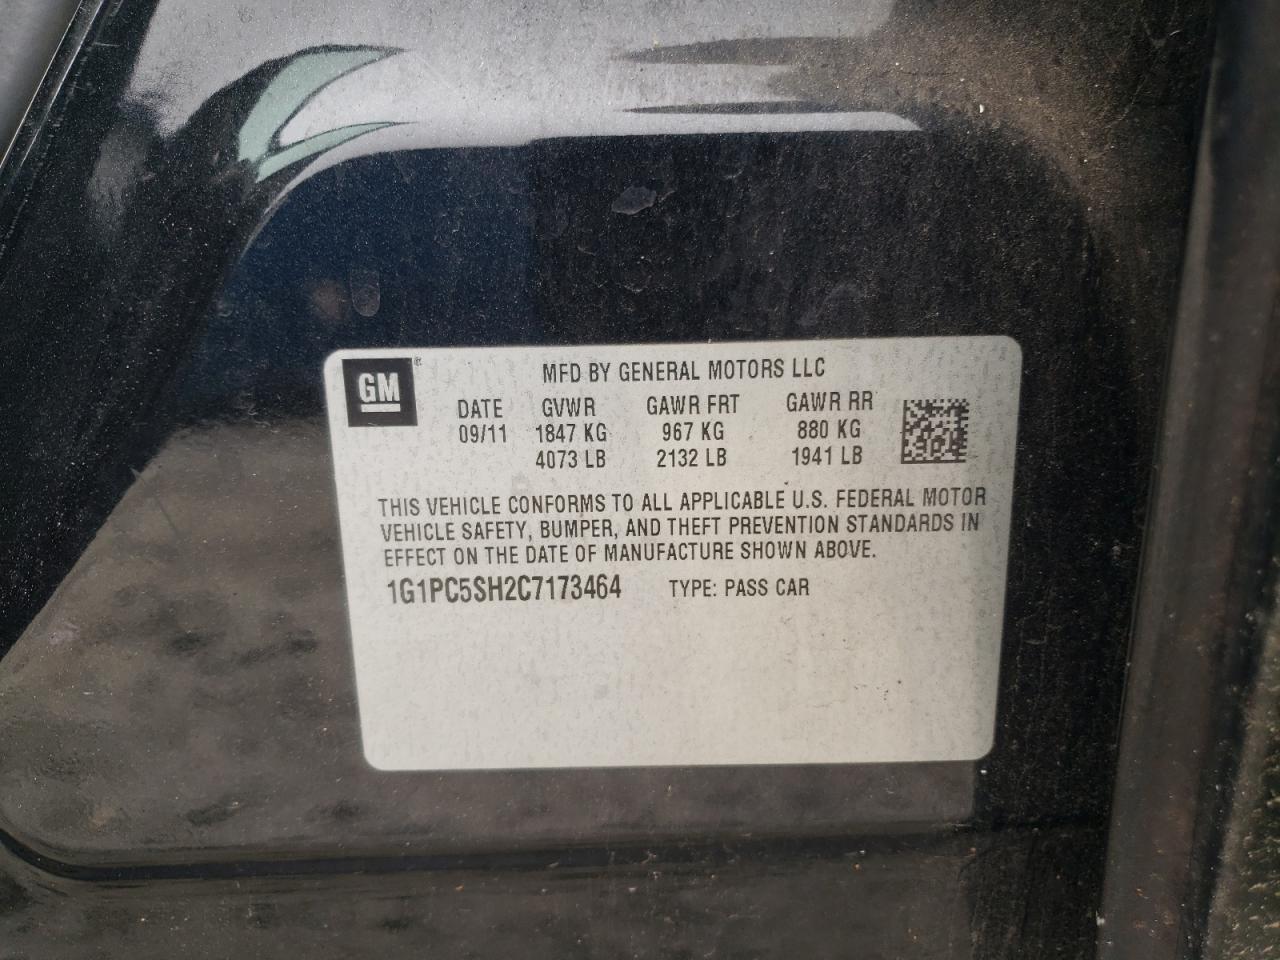 GM®
MFD BY GENERAL MOTORS LLC
DATE GVWR GAWR FRT GAWR RR
09/11 1847 KG 967 KG 880 KG
4073 LB 2132 LB 1941 LB
THIS VEHICLE CONFORMS TO ALL APPLICABLE U.S. FEDERAL MOTOR
VEHICLE SAFETY, BUMPER, AND THEFT PREVENTION STANDARDS IN
EFFECT ON THE DATE OF MANUFACTURE SHOWN ABOVE.
1G1PC5SH2C7173464 TYPE: PASS CAR